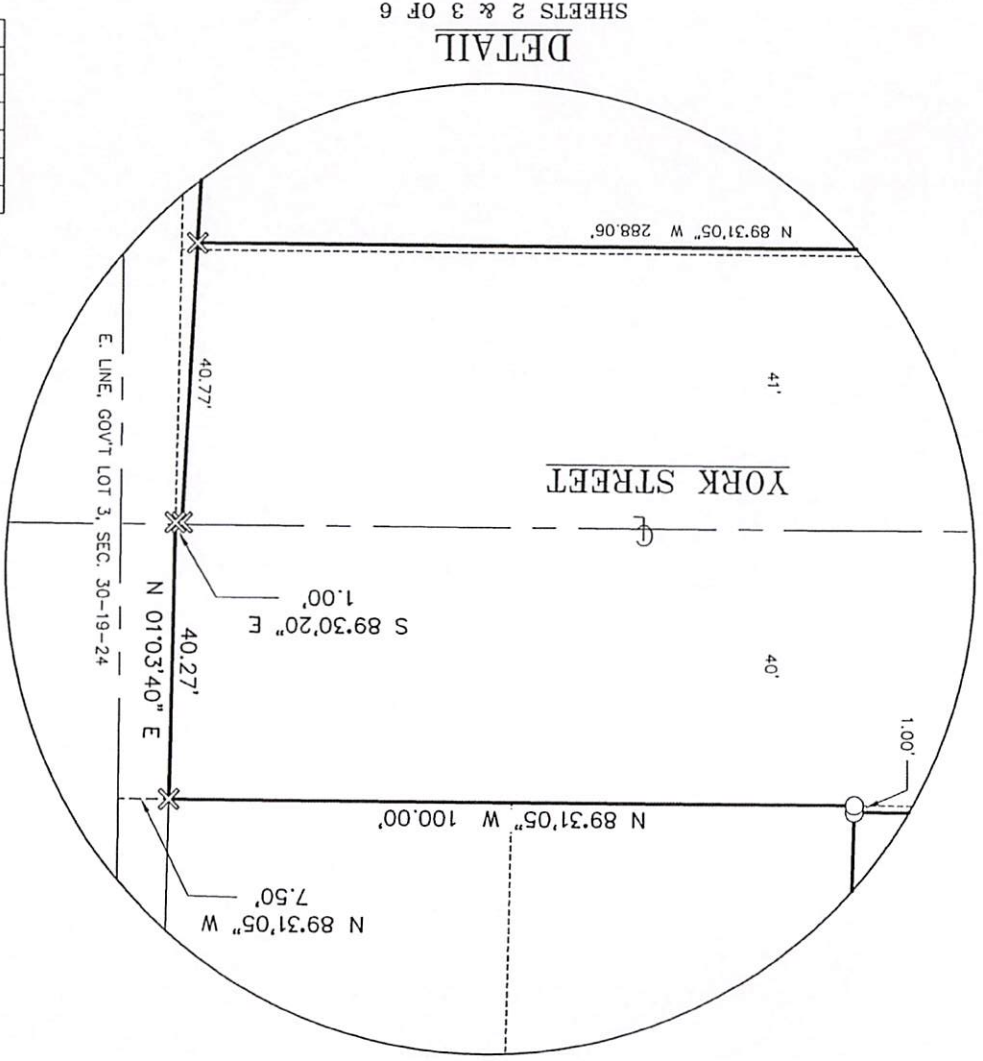 DETAIL
SHEETS 2 & 3 OF 6
N 89°31'05" W 288.06'
40.77'
41'
E. LINE, GOV'T LOT 3, SEC. 30-19-24
YORK STREET
℄
S 89°30'20" E
1.00'
N 01°03'40" E
40.27'
40'
1.00'
N 89°31'05" W 100.00'
N 89°31'05" W
7.50'